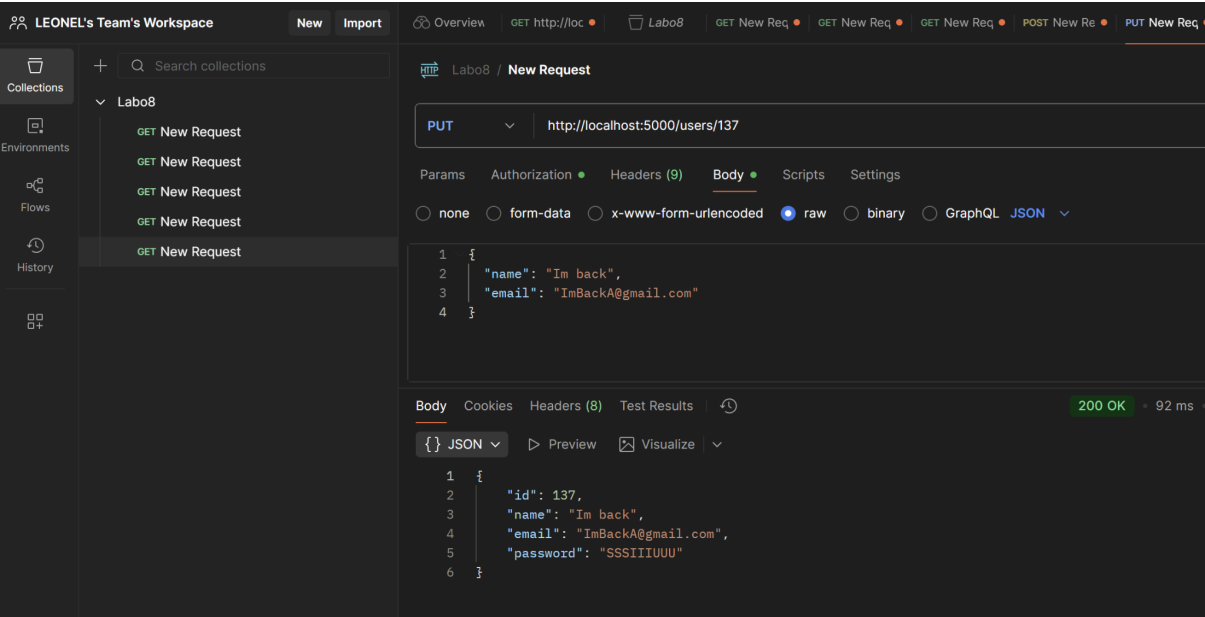 LEONEL's Team's Workspace New Import
Overview GET http://loc Labo8 GET New Req GET New Req GET New Req POST New Re PUT New Req
Collections
Environments
Flows
History
Search collections
Labo8
GET New Request
GET New Request
GET New Request
GET New Request
GET New Request
HTTP Labo8 / New Request
PUT http://localhost:5000/users/137
Params Authorization Headers (9) Body Scripts Settings
none form-data x-www-form-urlencoded raw binary GraphQL JSON
1 {
2 "name": "Im back",
3 "email": "ImBackA@gmail.com"
4 }
Body Cookies Headers (8) Test Results 200 OK 92 ms
{} JSON Preview Visualize
1 {
2 "id": 137,
3 "name": "Im back",
4 "email": "ImBackA@gmail.com",
5 "password": "SSSIIIUUU"
6 }